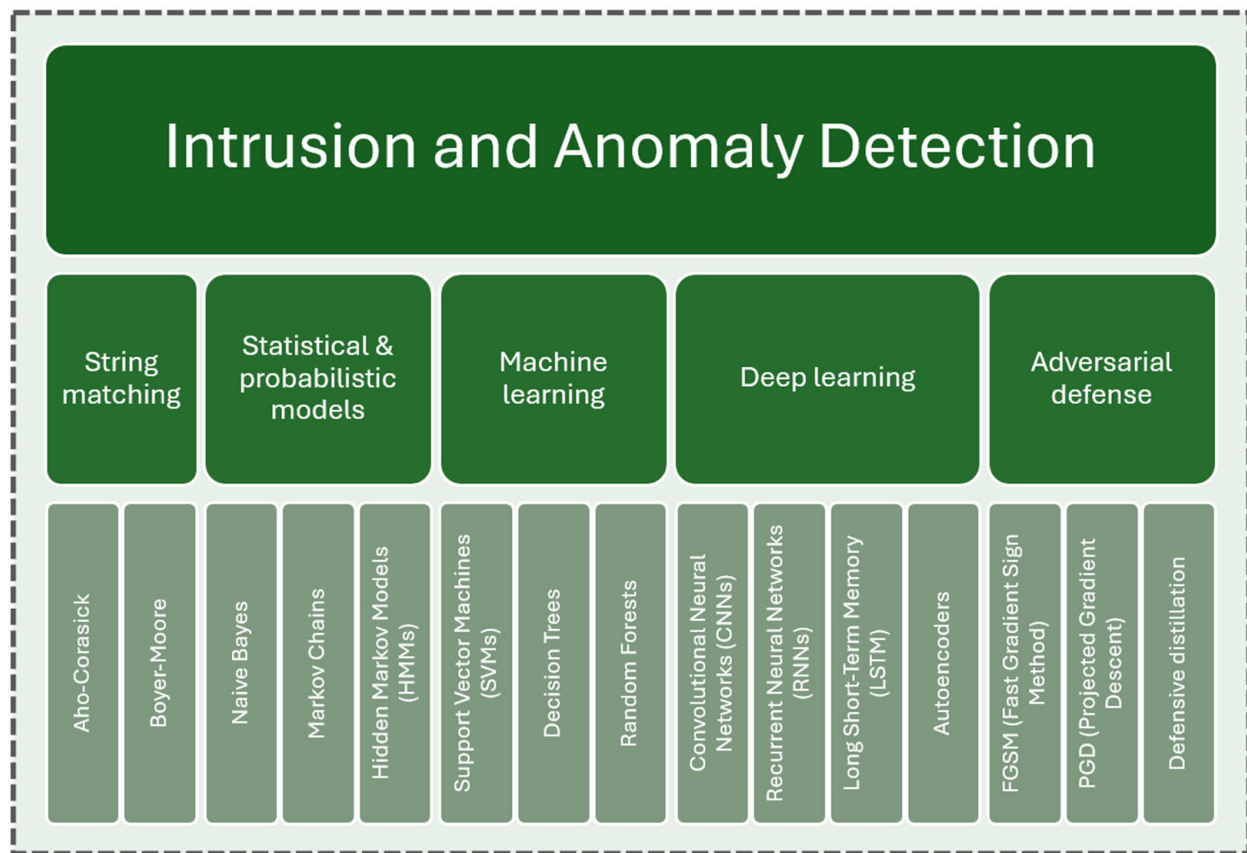 Intrusion and Anomaly Detection
String
matching
Statistical &
probabilistic
models
Machine
learning
Deep learning
Adversarial
defense
Aho-Corasick
Boyer-Moore
Naive Bayes
Markov Chains
Hidden Markov Models
(HMMs)
Support Vector Machines
(SVMs)
Decision Trees
Random Forests
Convolutional Neural
Networks (CNNs)
Recurrent Neural Networks
(RNNs)
Long Short-Term Memory
(LSTM)
Autoencoders
FGSM (Fast Gradient Sign
Method)
PGD (Projected Gradient
Descent)
Defensive distillation